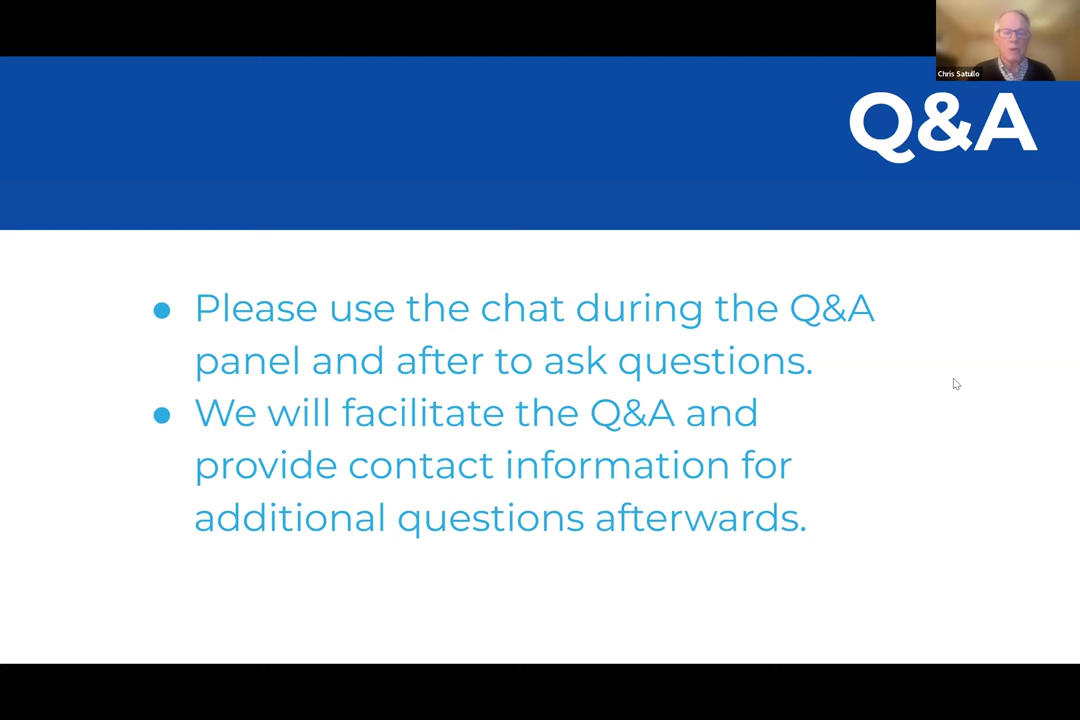 Chris Satullo
Q&A
● Please use the chat during the Q&A
panel and after to ask questions.
● We will facilitate the Q&A and
provide contact information for
additional questions afterwards.